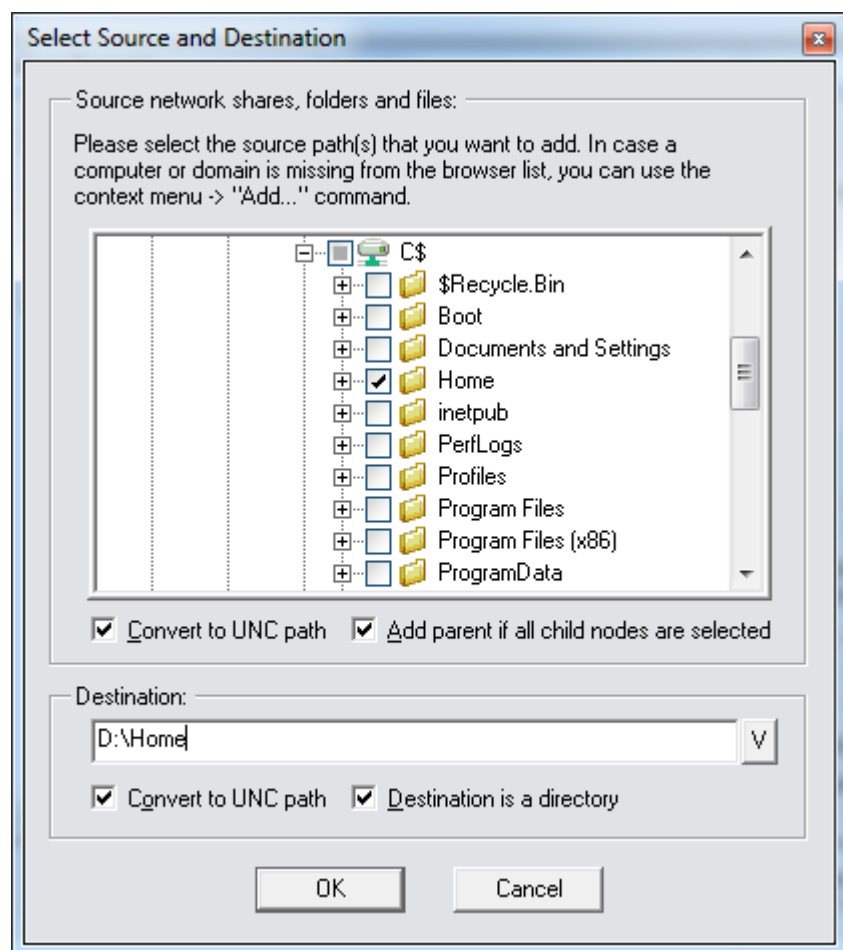 Select Source and Destination
Source network shares, folders and files:
Please select the source path(s) that you want to add. In case a
computer or domain is missing from the browser list, you can use the
context menu -> "Add..." command.
C$
$Recycle.Bin
Boot
Documents and Settings
Home
inetpub
PerfLogs
Profiles
Program Files
Program Files (x86)
ProgramData
Convert to UNC path Add parent if all child nodes are selected
Destination:
D:\Home V
Convert to UNC path Destination is a directory
OK Cancel